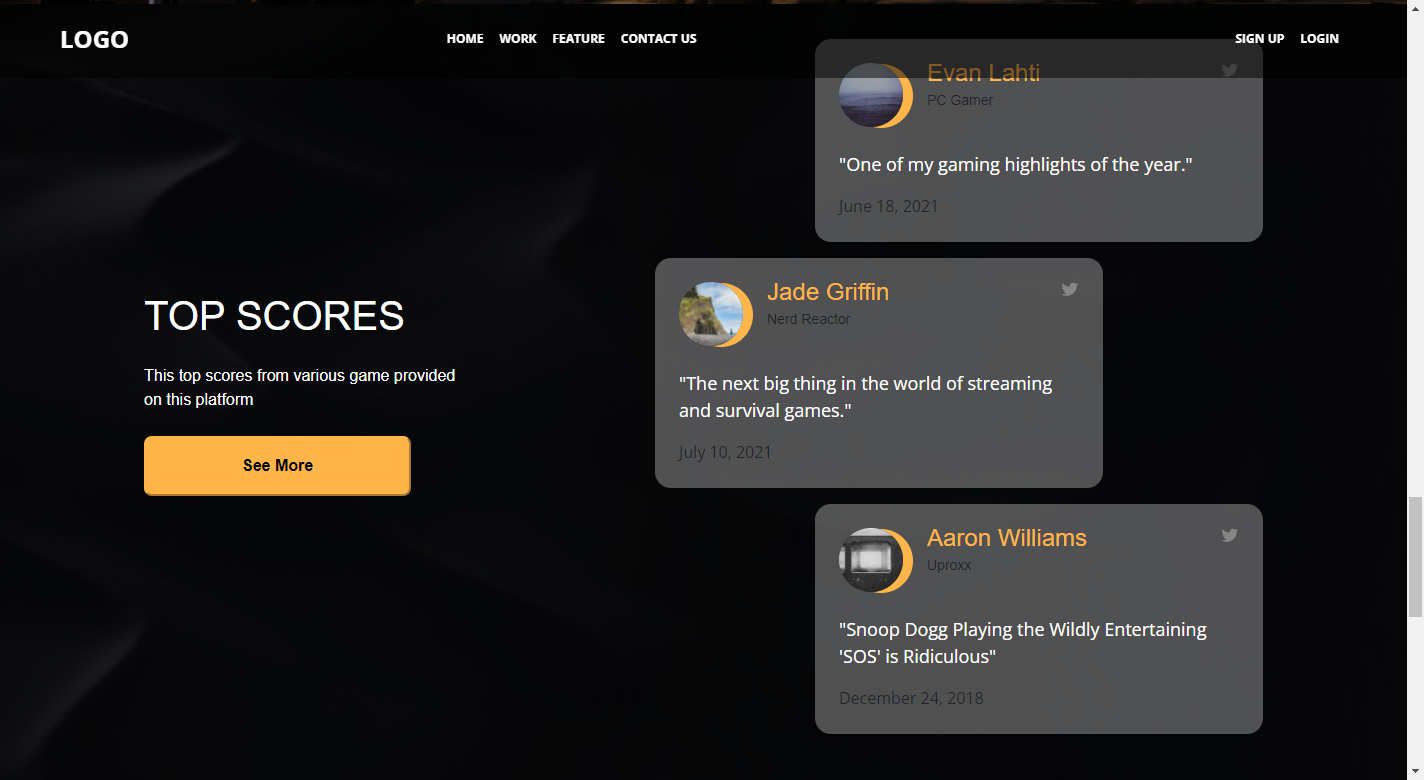 LOGO
HOME WORK FEATURE CONTACT US
SIGN UP LOGIN
TOP SCORES
This top scores from various game provided
on this platform
See More
Evan Lahti
PC Gamer
"One of my gaming highlights of the year."
June 18, 2021
Jade Griffin
Nerd Reactor
"The next big thing in the world of streaming
and survival games."
July 10, 2021
Aaron Williams
Uproxx
"Snoop Dogg Playing the Wildly Entertaining
'SOS' is Ridiculous"
December 24, 2018